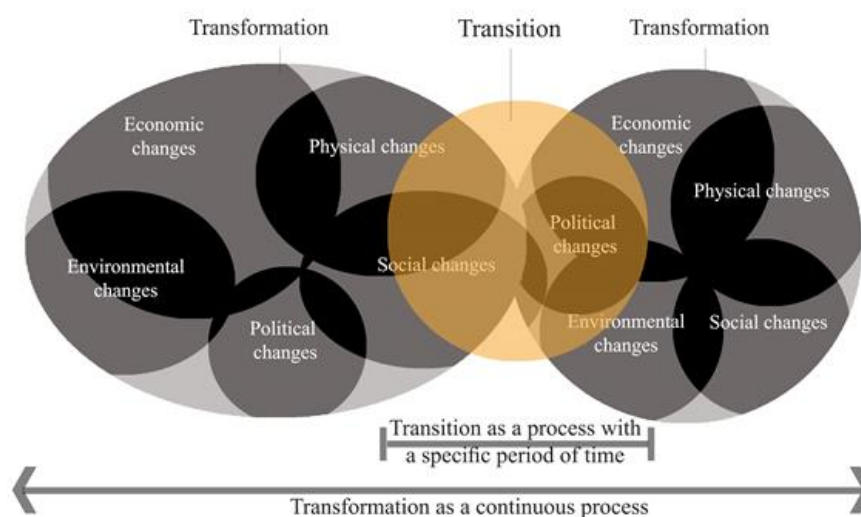 Transformation
Transition
Transformation
Economic
changes
Physical changes
Environmental
changes
Social changes
Political
changes
Economic
changes
Physical changes
Political
changes
Environmental
changes
Social changes
Transition as a process with
a specific period of time
Transformation as a continuous process